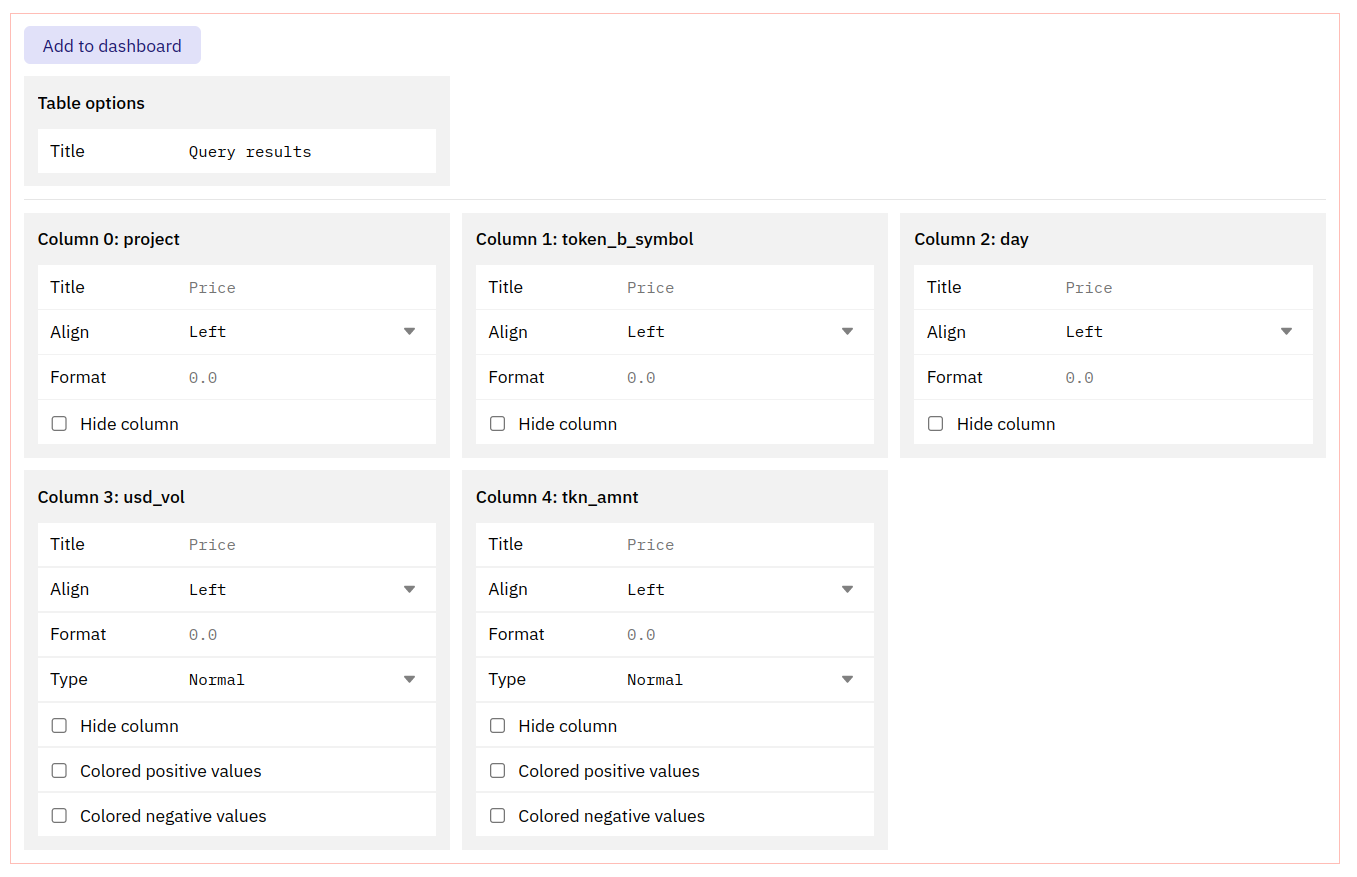 Add to dashboard
Table options
Title Query results
Column 0: project
Title Price
Align Left
Format 0.0
Hide column
Column 1: token_b_symbol
Title Price
Align Left
Format 0.0
Hide column
Column 2: day
Title Price
Align Left
Format 0.0
Hide column
Column 3: usd_vol
Title Price
Align Left
Format 0.0
Type Normal
Hide column
Colored positive values
Colored negative values
Column 4: tkn_amnt
Title Price
Align Left
Format 0.0
Type Normal
Hide column
Colored positive values
Colored negative values